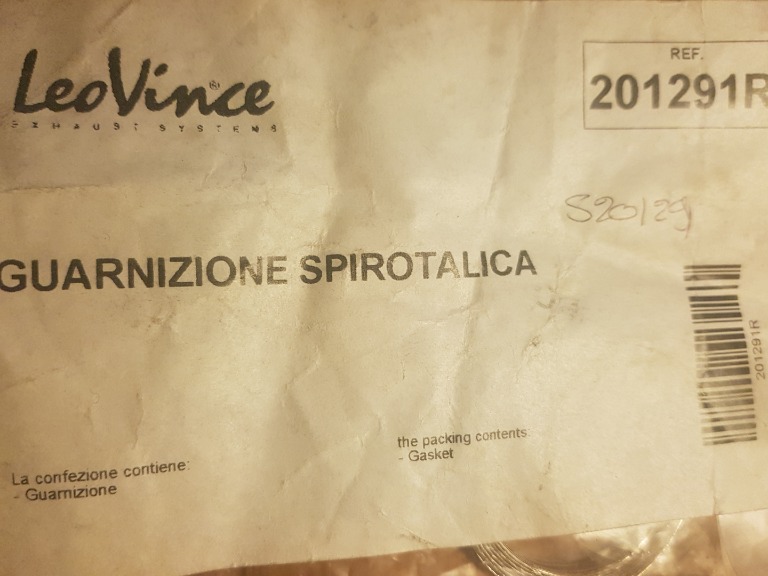 LeoVince®
EXHAUST SYSTEMS
REF.
201291R
S20129
GUARNIZIONE SPIROTALICA
201291R
La confezione contiene:
- Guarnizione
the packing contents:
- Gasket